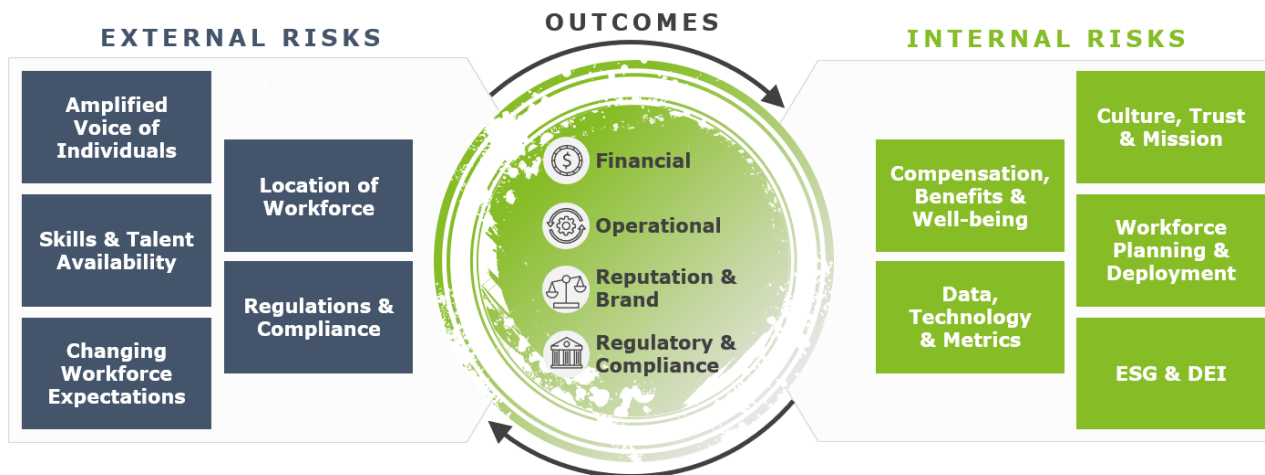 OUTCOMES
EXTERNAL RISKS
Amplified
Voice of
Individuals
Skills & Talent
Availability
Changing
Workforce
Expectations
Location of
Workforce
Regulations &
Compliance
Financial
Operational
Reputation &
Brand
Regulatory &
Compliance
INTERNAL RISKS
Compensation,
Benefits &
Well-being
Data,
Technology
& Metrics
Culture, Trust
& Mission
Workforce
Planning &
Deployment
ESG & DEI